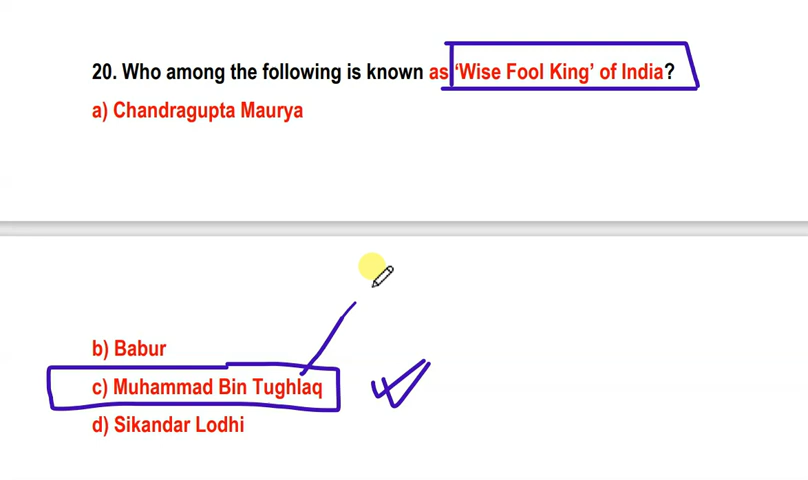 20. Who among the following is known as ‘Wise Fool King’ of India?
a) Chandragupta Maurya
b) Babur
c) Muhammad Bin Tughlaq
d) Sikandar Lodhi